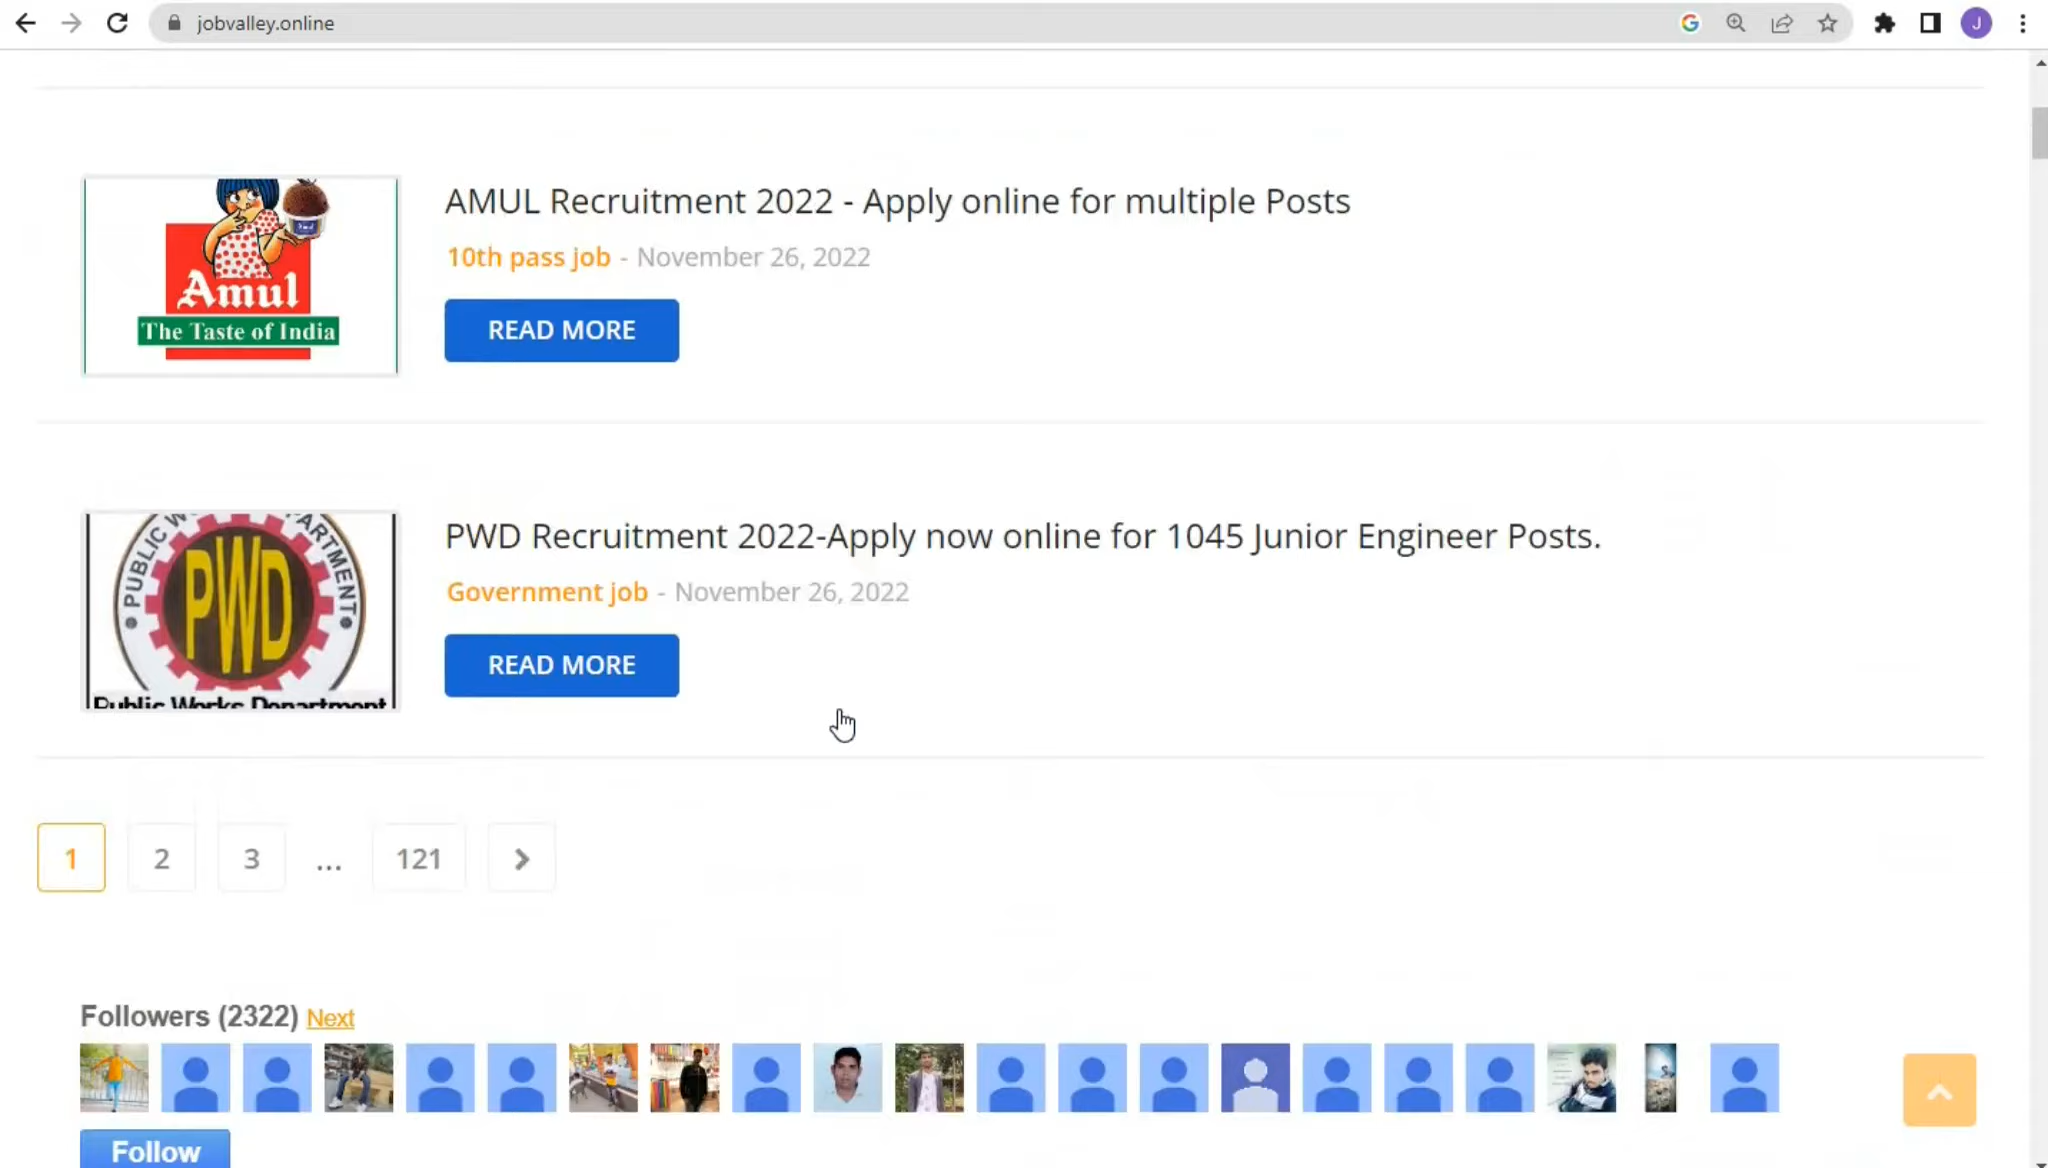 jobvalley.online
J
AMUL Recruitment 2022 - Apply online for multiple Posts
10th pass job - November 26, 2022
READ MORE
Amul
The Taste of India
PWD Recruitment 2022-Apply now online for 1045 Junior Engineer Posts.
Government job - November 26, 2022
READ MORE
PWD
Public Works Department
1 2 3 ... 121
Followers (2322) Next
Follow